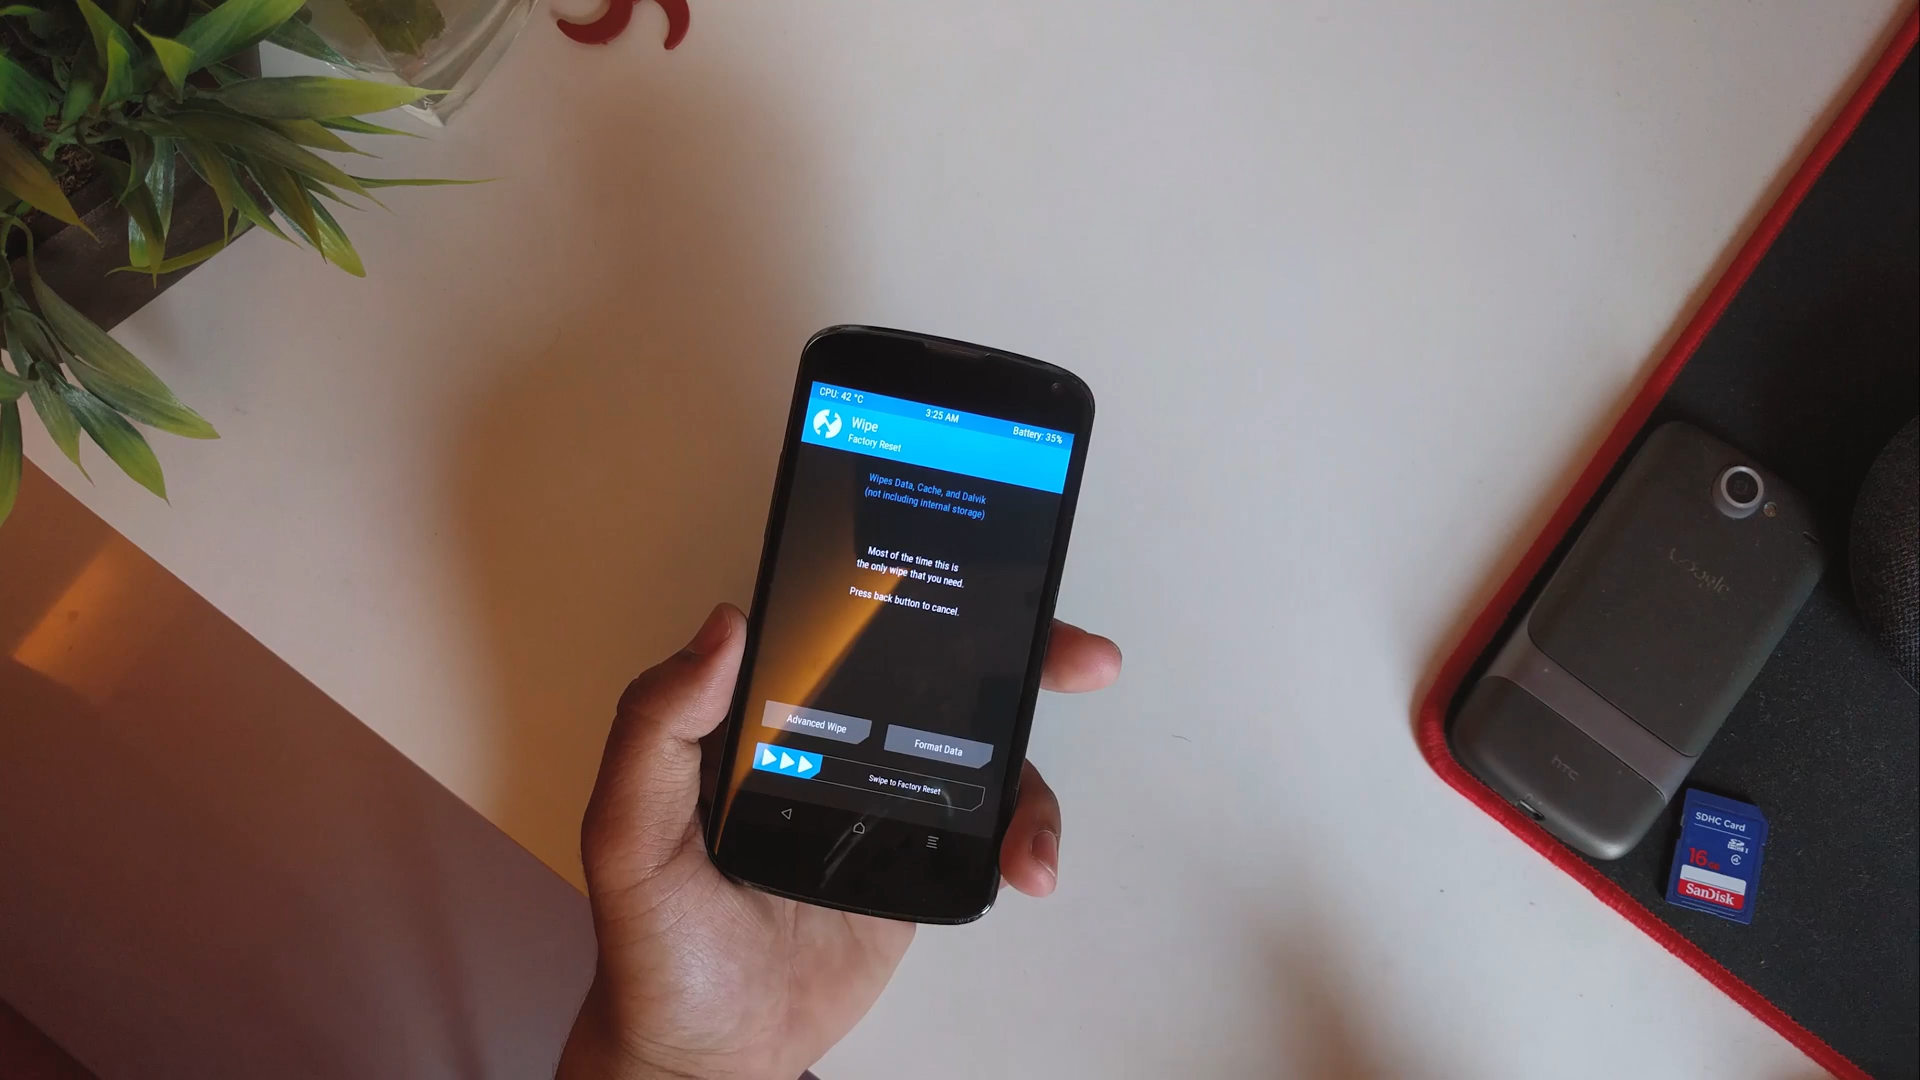 CPU: 42 °C
3:25 AM
Battery: 35%
Wipe
Factory Reset
Wipes Data, Cache, and Dalvik
(not including internal storage)
Most of the time this is
the only wipe that you need.
Press back button to cancel.
Advanced Wipe
Format Data
Swipe to Factory Reset
Google
hTC
SDHC Card
16
SanDisk